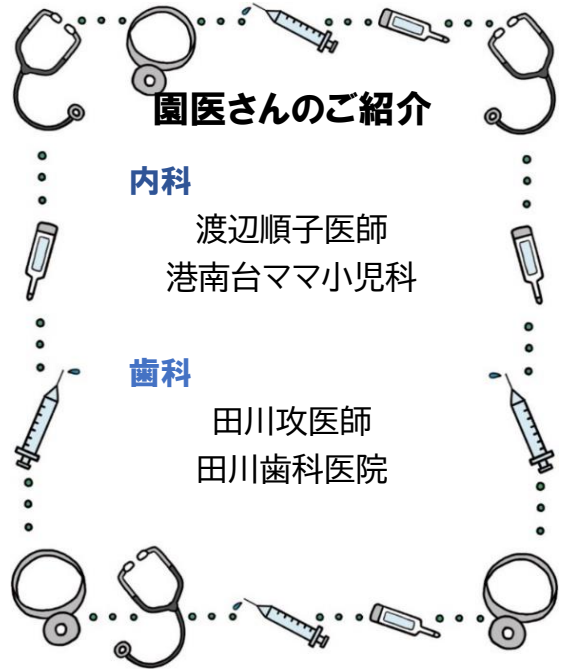 園医さんのご紹介
内科
渡辺順子医師
港南台ママ小児科
歯科
田川攻医師
田川歯科医院